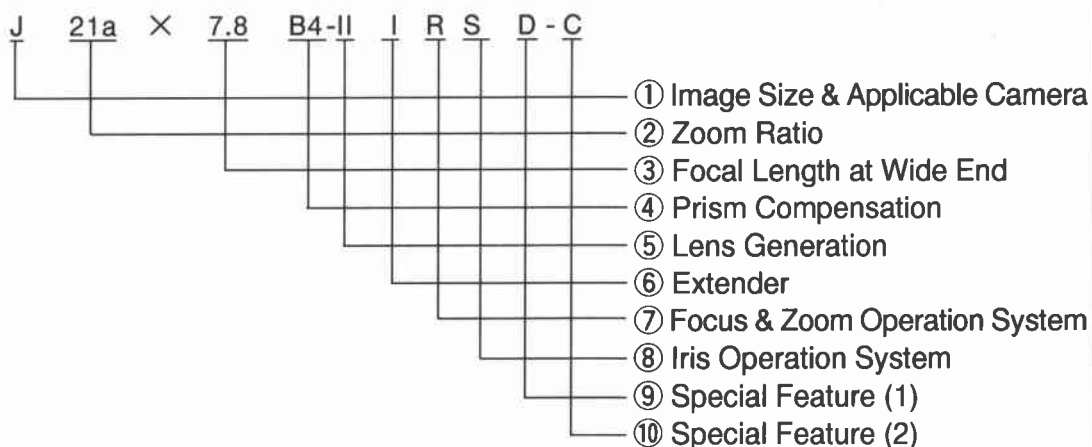 J 21a × 7.8 B4-II I R S D - C
① Image Size & Applicable Camera
② Zoom Ratio
③ Focal Length at Wide End
④ Prism Compensation
⑤ Lens Generation
⑥ Extender
⑦ Focus & Zoom Operation System
⑧ Iris Operation System
⑨ Special Feature (1)
⑩ Special Feature (2)